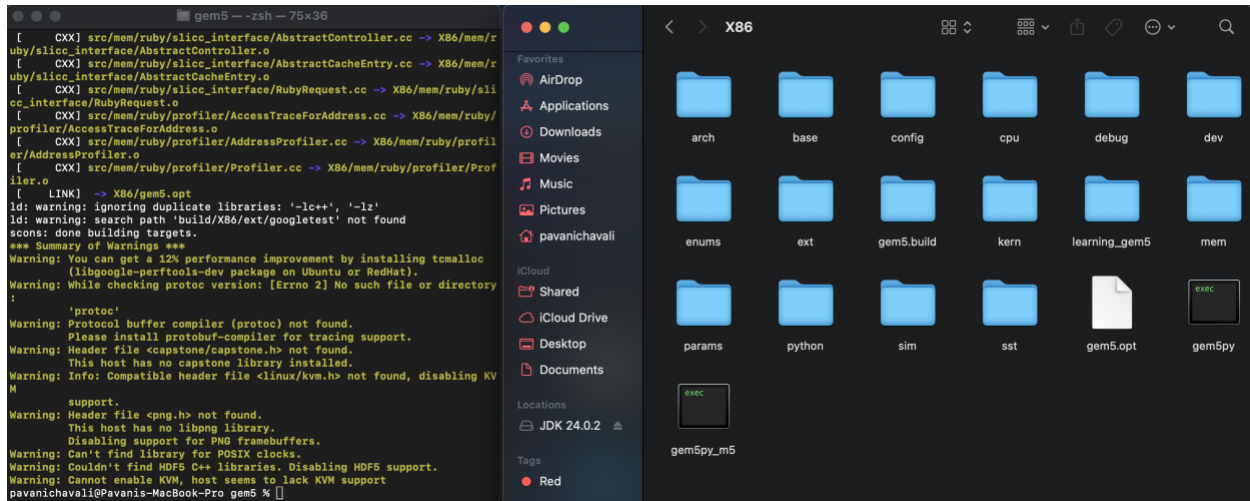 gem5 — -zsh — 75×36
[      CXX] src/mem/ruby/slicc_interface/AbstractController.cc -> X86/mem/r
uby/slicc_interface/AbstractController.o
[      CXX] src/mem/ruby/slicc_interface/AbstractCacheEntry.cc -> X86/mem/r
uby/slicc_interface/AbstractCacheEntry.o
[      CXX] src/mem/ruby/slicc_interface/RubyRequest.cc -> X86/mem/ruby/sli
cc_interface/RubyRequest.o
[      CXX] src/mem/ruby/profiler/AccessTraceForAddress.cc -> X86/mem/ruby/
profiler/AccessTraceForAddress.o
[      CXX] src/mem/ruby/profiler/AddressProfiler.cc -> X86/mem/ruby/profil
er/AddressProfiler.o
[      CXX] src/mem/ruby/profiler/Profiler.cc -> X86/mem/ruby/profiler/Prof
iler.o
[     LINK]  -> X86/gem5.opt
ld: warning: ignoring duplicate libraries: '-lc++', '-lz'
ld: warning: search path 'build/X86/ext/googletest' not found
scons: done building targets.
*** Summary of Warnings ***
Warning: You can get a 12% performance improvement by installing tcmalloc
         (libgoogle-perftools-dev package on Ubuntu or RedHat).
Warning: While checking protoc version: [Errno 2] No such file or directory
:
         'protoc'
Warning: Protocol buffer compiler (protoc) not found.
         Please install protobuf-compiler for tracing support.
Warning: Header file <capstone/capstone.h> not found.
         This host has no capstone library installed.
Warning: Info: Compatible header file <linux/kvm.h> not found, disabling KV
M
         support.
Warning: Header file <png.h> not found.
         This host has no libpng library.
         Disabling support for PNG framebuffers.
Warning: Can't find library for POSIX clocks.
Warning: Couldn't find HDF5 C++ libraries. Disabling HDF5 support.
Warning: Cannot enable KVM, host seems to lack KVM support
pavanichavali@Pavanis-MacBook-Pro gem5 %
Favorites
AirDrop
Applications
Downloads
Movies
Music
Pictures
pavanichavali
iCloud
Shared
iCloud Drive
Desktop
Documents
Locations
JDK 24.0.2
Tags
Red
X86
arch base config cpu debug dev
enums ext gem5.build kern learning_gem5 mem
exec
params python sim sst gem5.opt gem5py
exec
gem5py_m5